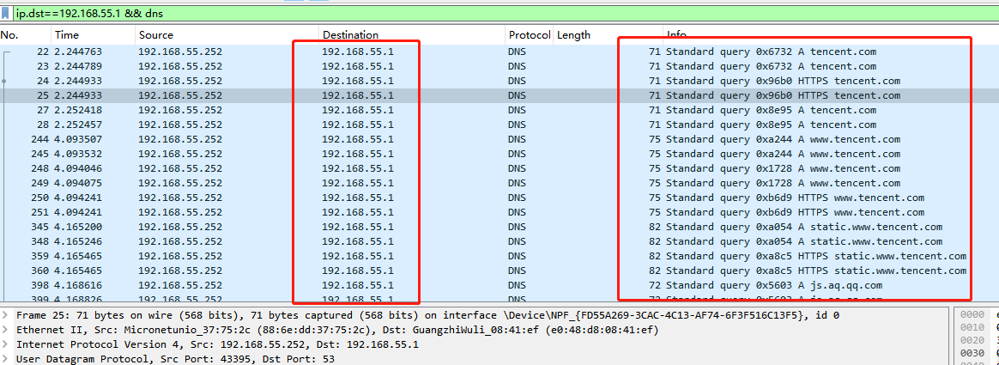 ip.dst==192.168.55.1 && dns
No. Time Source Destination Protocol Length Info
22 2.244763 192.168.55.252 192.168.55.1 DNS 71 Standard query 0x6732 A tencent.com
23 2.244789 192.168.55.252 192.168.55.1 DNS 71 Standard query 0x6732 A tencent.com
24 2.244933 192.168.55.252 192.168.55.1 DNS 71 Standard query 0x96b0 HTTPS tencent.com
25 2.244933 192.168.55.252 192.168.55.1 DNS 71 Standard query 0x96b0 HTTPS tencent.com
27 2.252418 192.168.55.252 192.168.55.1 DNS 71 Standard query 0x8e95 A tencent.com
28 2.252457 192.168.55.252 192.168.55.1 DNS 71 Standard query 0x8e95 A tencent.com
244 4.093507 192.168.55.252 192.168.55.1 DNS 75 Standard query 0xa244 A www.tencent.com
245 4.093532 192.168.55.252 192.168.55.1 DNS 75 Standard query 0xa244 A www.tencent.com
248 4.094046 192.168.55.252 192.168.55.1 DNS 75 Standard query 0x1728 A www.tencent.com
249 4.094075 192.168.55.252 192.168.55.1 DNS 75 Standard query 0x1728 A www.tencent.com
250 4.094241 192.168.55.252 192.168.55.1 DNS 75 Standard query 0xb6d9 HTTPS www.tencent.com
251 4.094241 192.168.55.252 192.168.55.1 DNS 75 Standard query 0xb6d9 HTTPS www.tencent.com
345 4.165200 192.168.55.252 192.168.55.1 DNS 82 Standard query 0xa054 A static.www.tencent.com
348 4.165246 192.168.55.252 192.168.55.1 DNS 82 Standard query 0xa054 A static.www.tencent.com
359 4.165465 192.168.55.252 192.168.55.1 DNS 82 Standard query 0xa8c5 HTTPS static.www.tencent.com
360 4.165465 192.168.55.252 192.168.55.1 DNS 82 Standard query 0xa8c5 HTTPS static.www.tencent.com
398 4.168616 192.168.55.252 192.168.55.1 DNS 72 Standard query 0x5603 A js.aq.qq.com
399 4.168826 192.168.55.252 192.168.55.1 DNS 72 Standard query 0x5603 A js.aq.qq.com
Frame 25: 71 bytes on wire (568 bits), 71 bytes captured (568 bits) on interface \Device\NPF_{FD55A269-3CAC-4C13-AF74-6F3F516C13F5}, id 0
Ethernet II, Src: Micronetunio_37:75:2c (88:6e:dd:37:75:2c), Dst: GuangzhiWuli_08:41:ef (e0:48:d8:08:41:ef)
Internet Protocol Version 4, Src: 192.168.55.252, Dst: 192.168.55.1
User Datagram Protocol, Src Port: 43395, Dst Port: 53
0000
0010
0020
0030